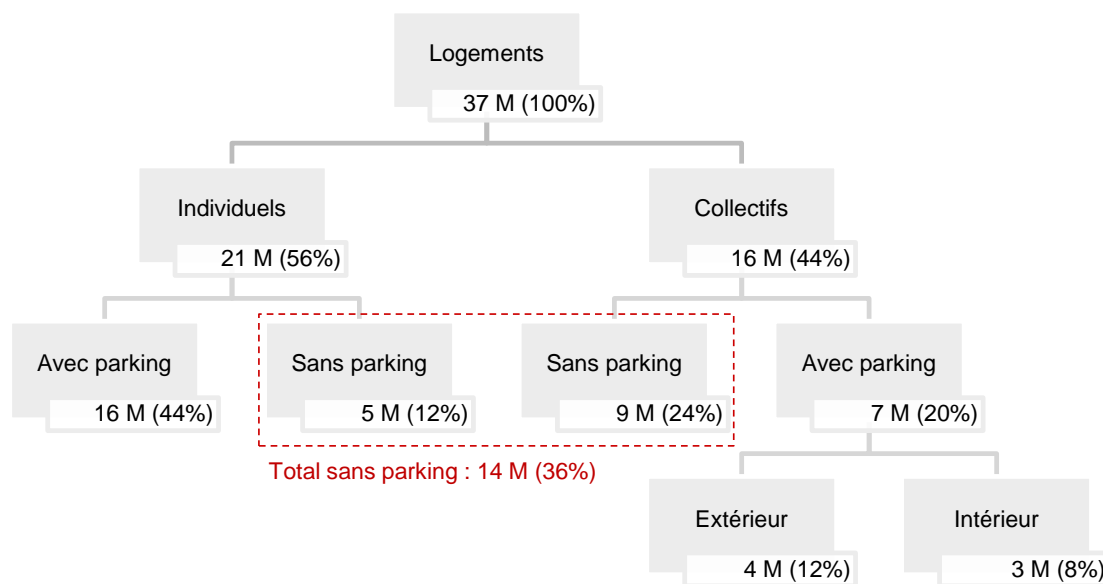 Logements
37 M (100%)
Individuels
21 M (56%)
Collectifs
16 M (44%)
Avec parking
16 M (44%)
Sans parking
5 M (12%)
Sans parking
9 M (24%)
Avec parking
7 M (20%)
Total sans parking : 14 M (36%)
Extérieur
4 M (12%)
Intérieur
3 M (8%)